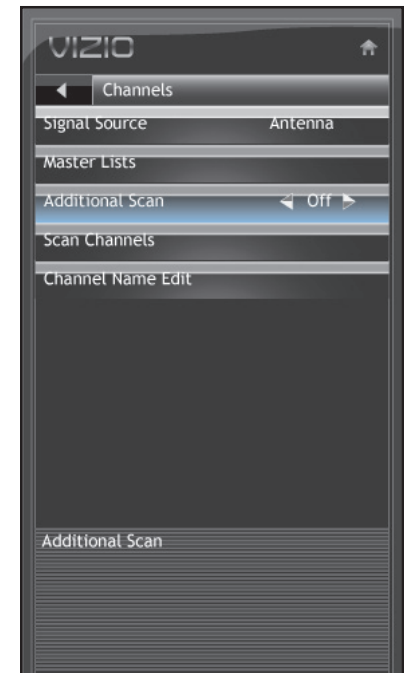 VIZIO
Channels
Signal Source Antenna
Master Lists
Additional Scan Off
Scan Channels
Channel Name Edit
Additional Scan